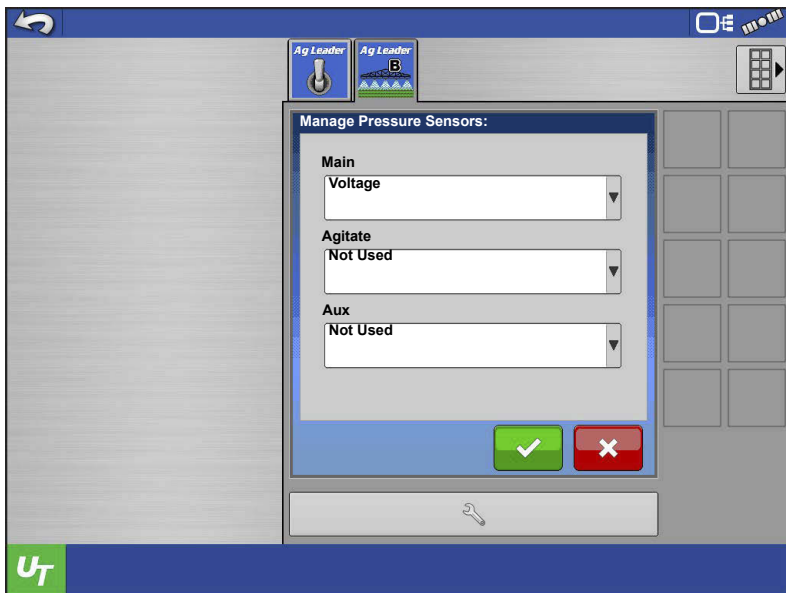 Ag Leader
Ag Leader
B
Manage Pressure Sensors:
Main
Voltage
Agitate
Not Used
Aux
Not Used
UT